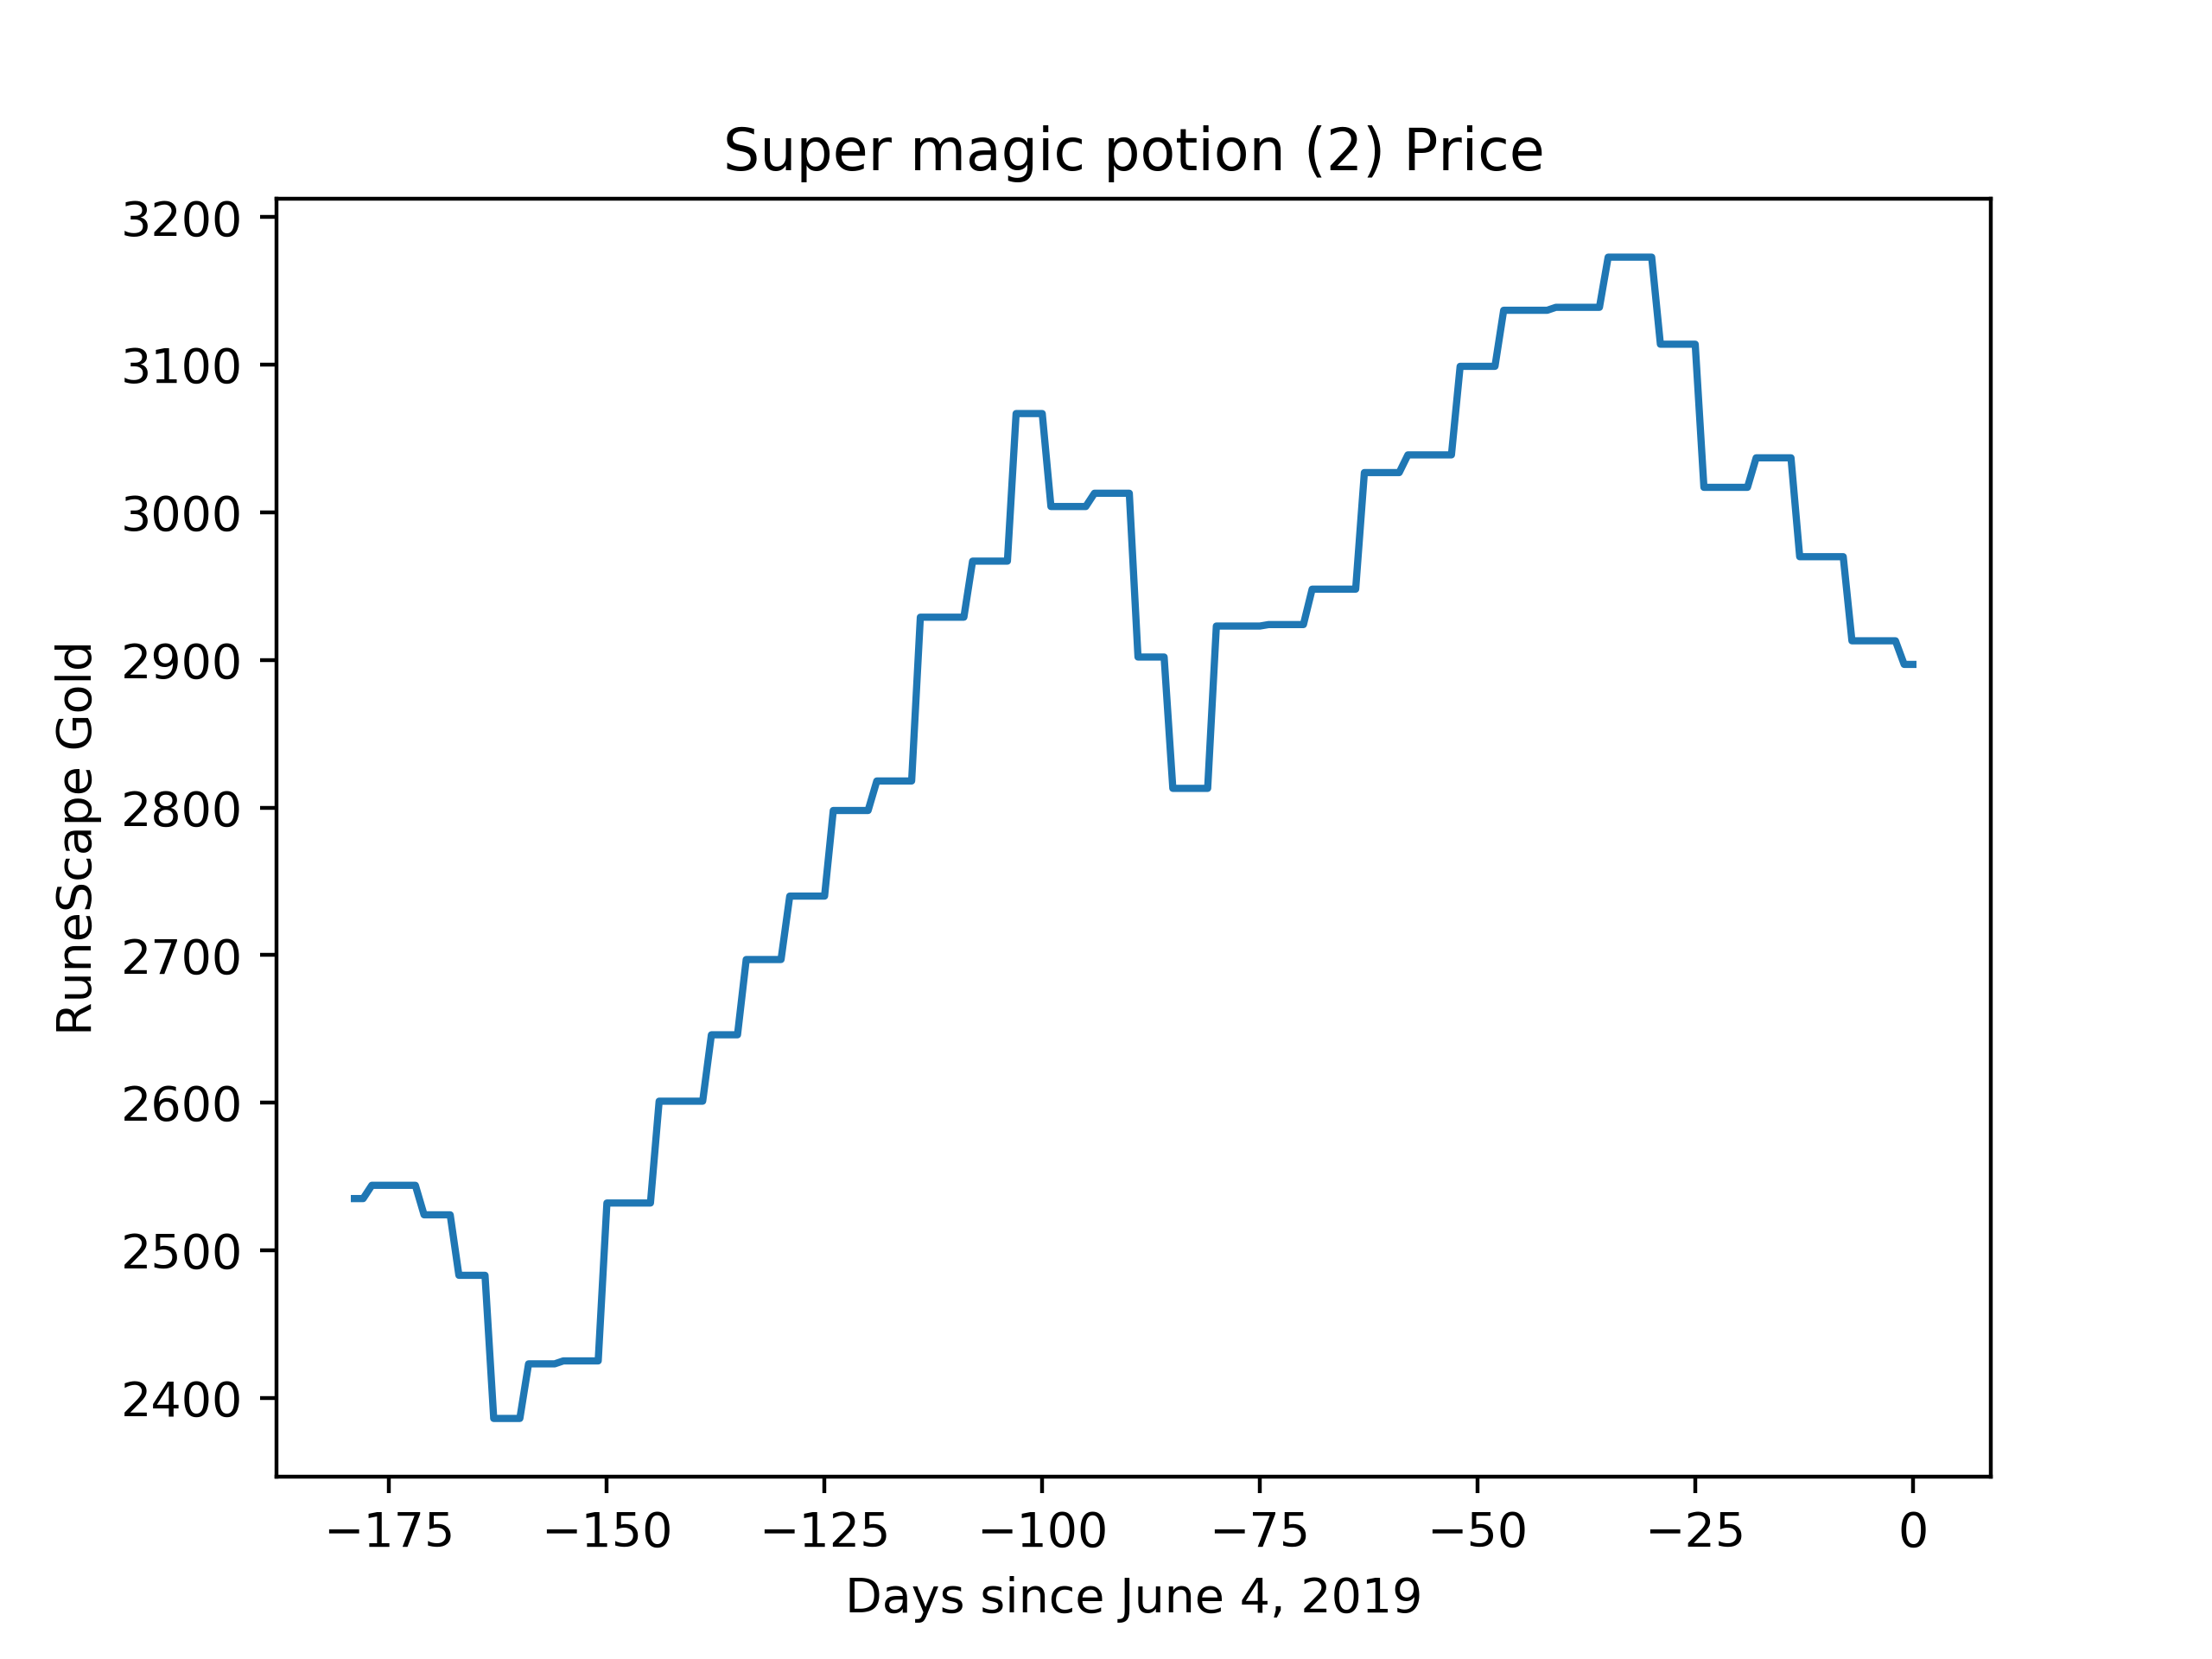 Super magic potion (2) Price
RuneScape Gold
3200
3100
3000
2900
2800
2700
2600
2500
2400
−175 −150 −125 −100 −75 −50 −25 0
Days since June 4, 2019